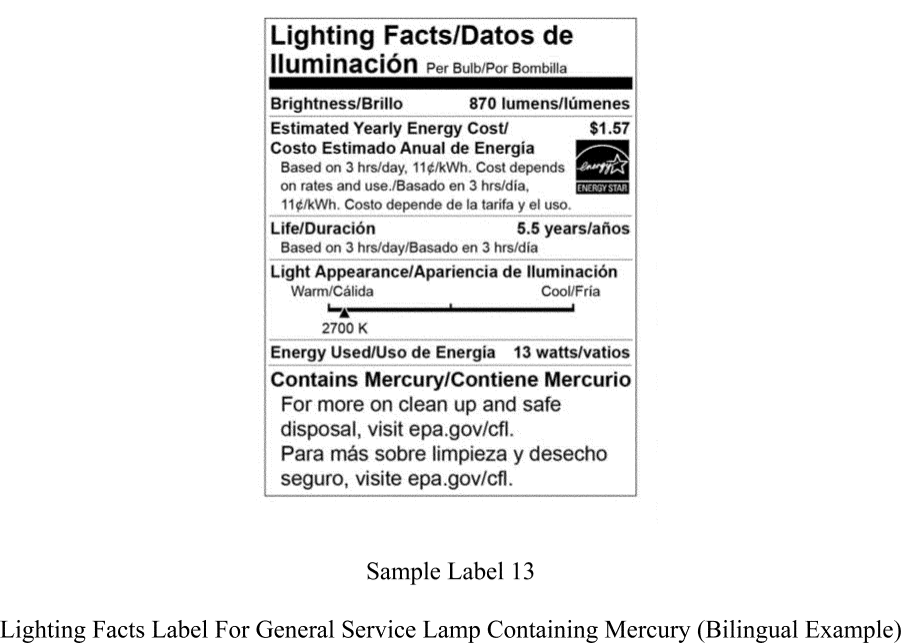 Lighting Facts/Datos de
Iluminación Per Bulb/Por Bombilla
Brightness/Brillo 870 lumens/lúmenes
Estimated Yearly Energy Cost/ $1.57
Costo Estimado Anual de Energía
Based on 3 hrs/day, 11¢/kWh. Cost depends
on rates and use./Basado en 3 hrs/día,
11¢/kWh. Costo depende de la tarifa y el uso.
energy
ENERGY STAR
Life/Duración 5.5 years/años
Based on 3 hrs/day/Basado en 3 hrs/día
Light Appearance/Apariencia de Iluminación
Warm/Cálida Cool/Fría
2700 K
Energy Used/Uso de Energía 13 watts/vatios
Contains Mercury/Contiene Mercurio
For more on clean up and safe
disposal, visit epa.gov/cfl.
Para más sobre limpieza y desecho
seguro, visite epa.gov/cfl.
Sample Label 13
Lighting Facts Label For General Service Lamp Containing Mercury (Bilingual Example)